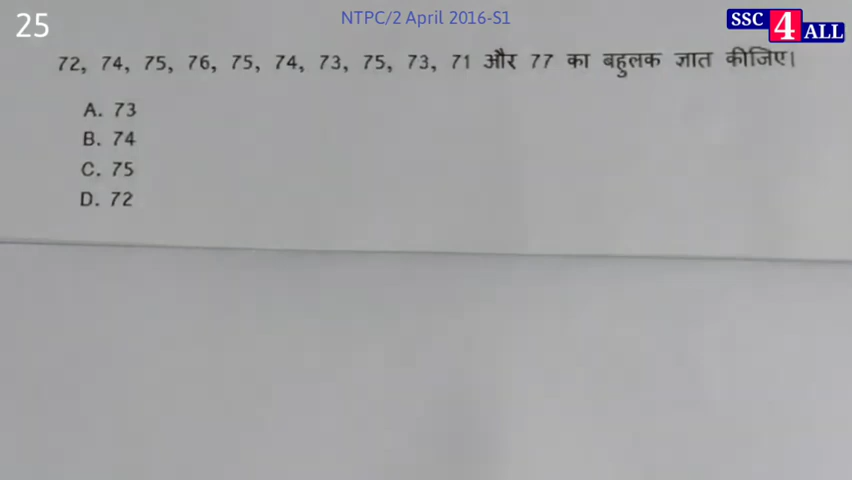 25
NTPC/2 April 2016-S1
SSC 4 ALL
72, 74, 75, 76, 75, 74, 73, 75, 73, 71 और 77 का बहुलक ज्ञात कीजिए।
A. 73
B. 74
C. 75
D. 72